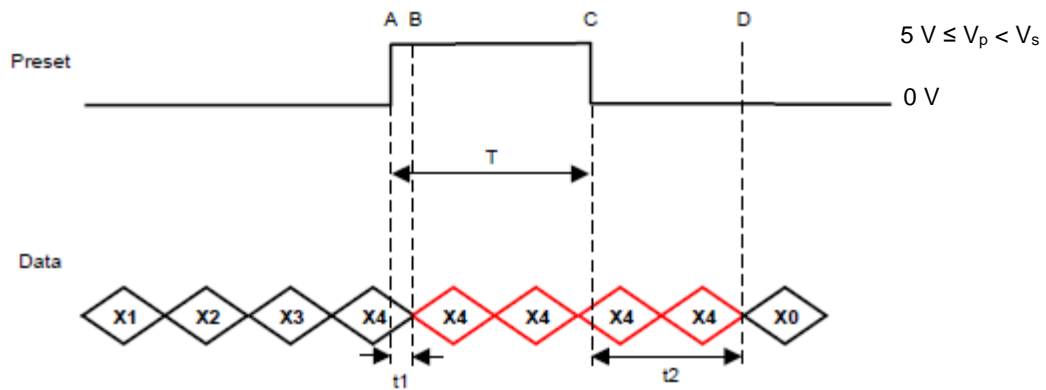 A B C D
5 V ≤ Vp < Vs
Preset
0 V
T
Data
X1 X2 X3 X4 X4 X4 X4 X4 X0
t1 t2